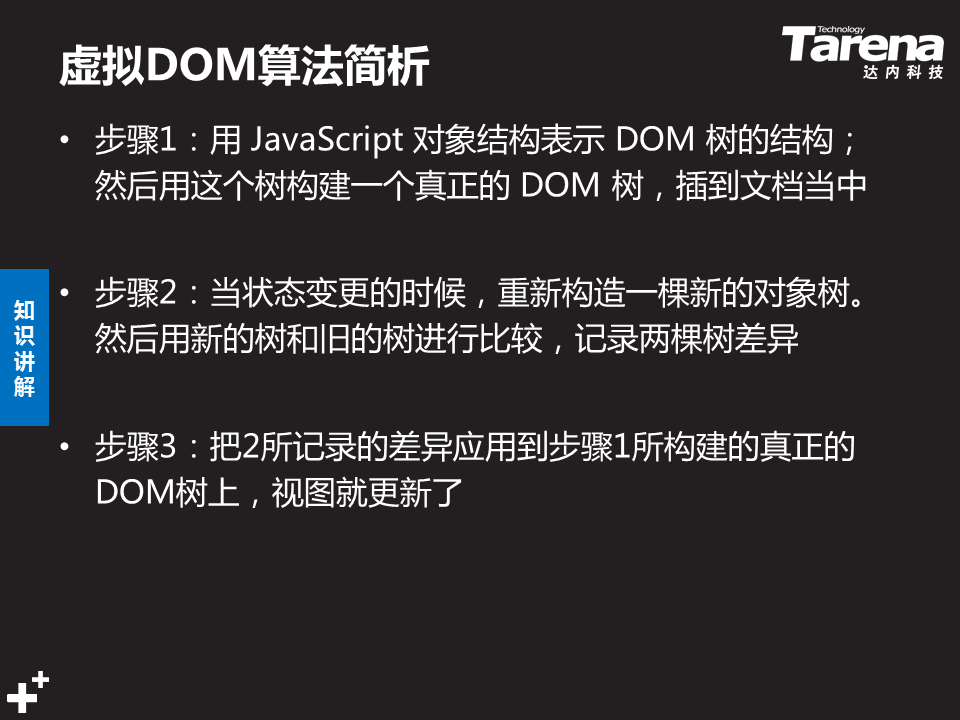 虚拟DOM算法简析
Technology
Tarena
达内科技
• 步骤1：用 JavaScript 对象结构表示 DOM 树的结构；
然后用这个树构建一个真正的 DOM 树，插到文档当中
• 步骤2：当状态变更的时候，重新构造一棵新的对象树。
然后用新的树和旧的树进行比较，记录两棵树差异
• 步骤3：把2所记录的差异应用到步骤1所构建的真正的
DOM树上，视图就更新了
知
识
讲
解